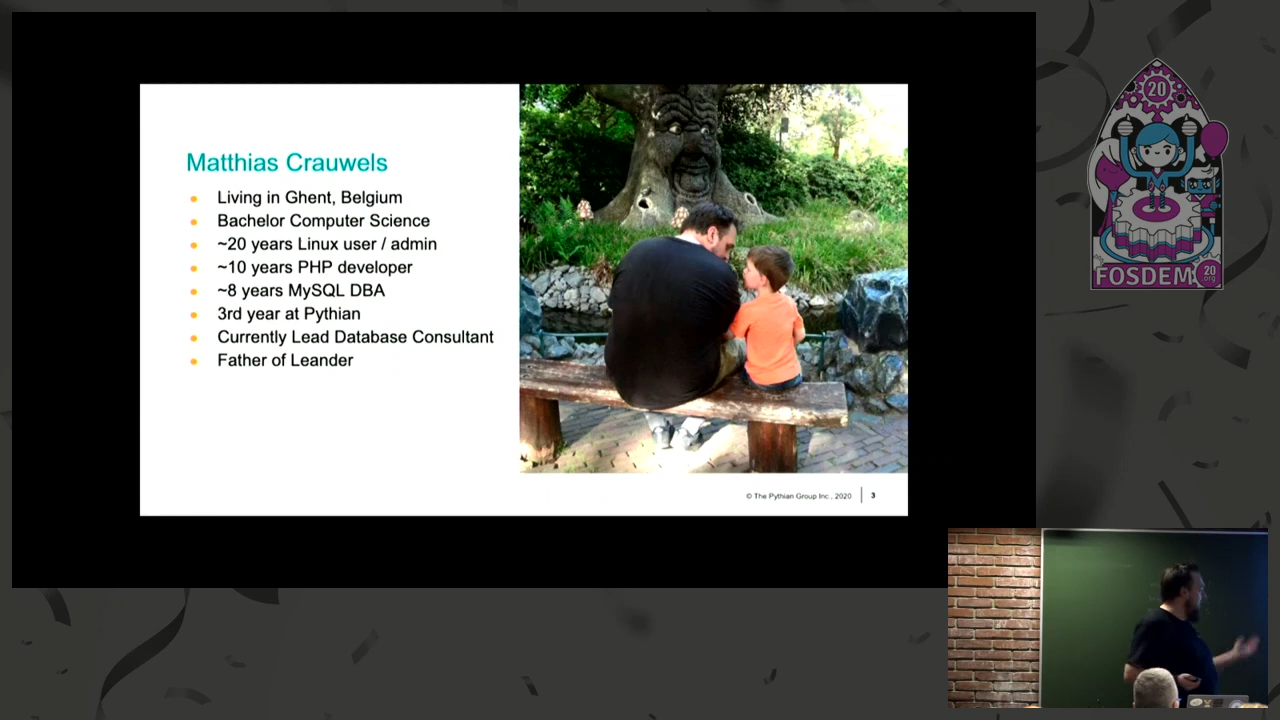 Matthias Crauwels
Living in Ghent, Belgium
Bachelor Computer Science
~20 years Linux user / admin
~10 years PHP developer
~8 years MySQL DBA
3rd year at Pythian
Currently Lead Database Consultant
Father of Leander
© The Pythian Group Inc., 2020
3
20
FOSDEM
20
.org